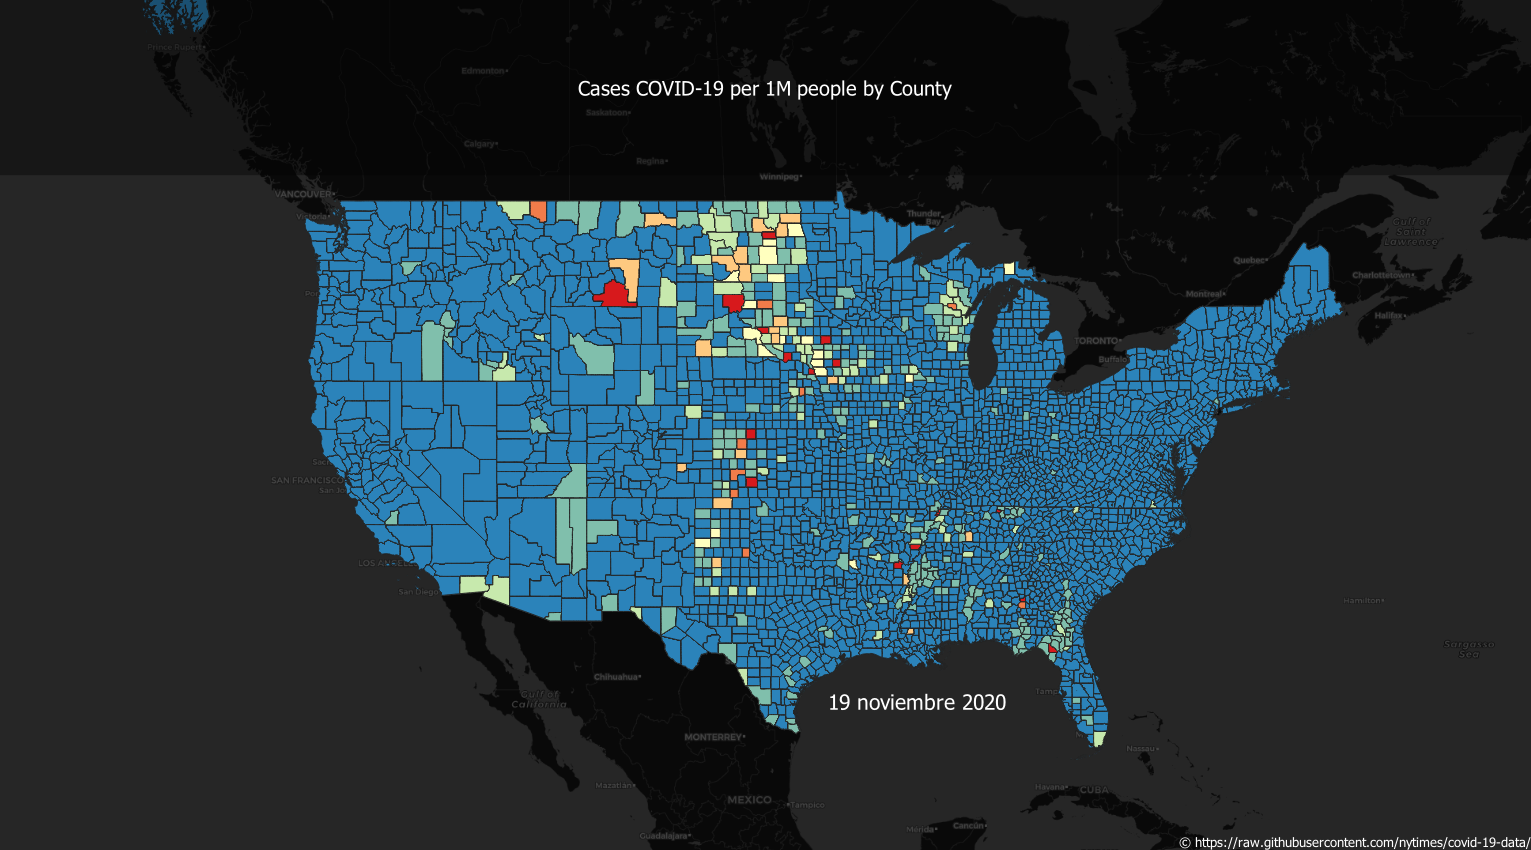 Prince Rupert
Edmonton
Cases COVID-19 per 1M people by County
Saskatoon
Calgary
Regina
Winnipeg
VANCOUVER
Victoria
Thunder
Bay
Gulf of
Saint
Lawrence
Quebec
Charlottetown
Montreal
Halifax
TORONTO
Buffalo
SAN FRANCISCO
San Jo
LOS ANGELES
San Diego
Hamilton
Sargasso
Sea
Chihuahua
Gulf of
California
Tamp
19 noviembre 2020
MONTERREY
Nassau
Mazatlan
Havana
CUBA
MEXICO
Tampico
Guadalajara
Mérida
Cancún
© https://raw.githubusercontent.com/nytimes/covid-19-data/